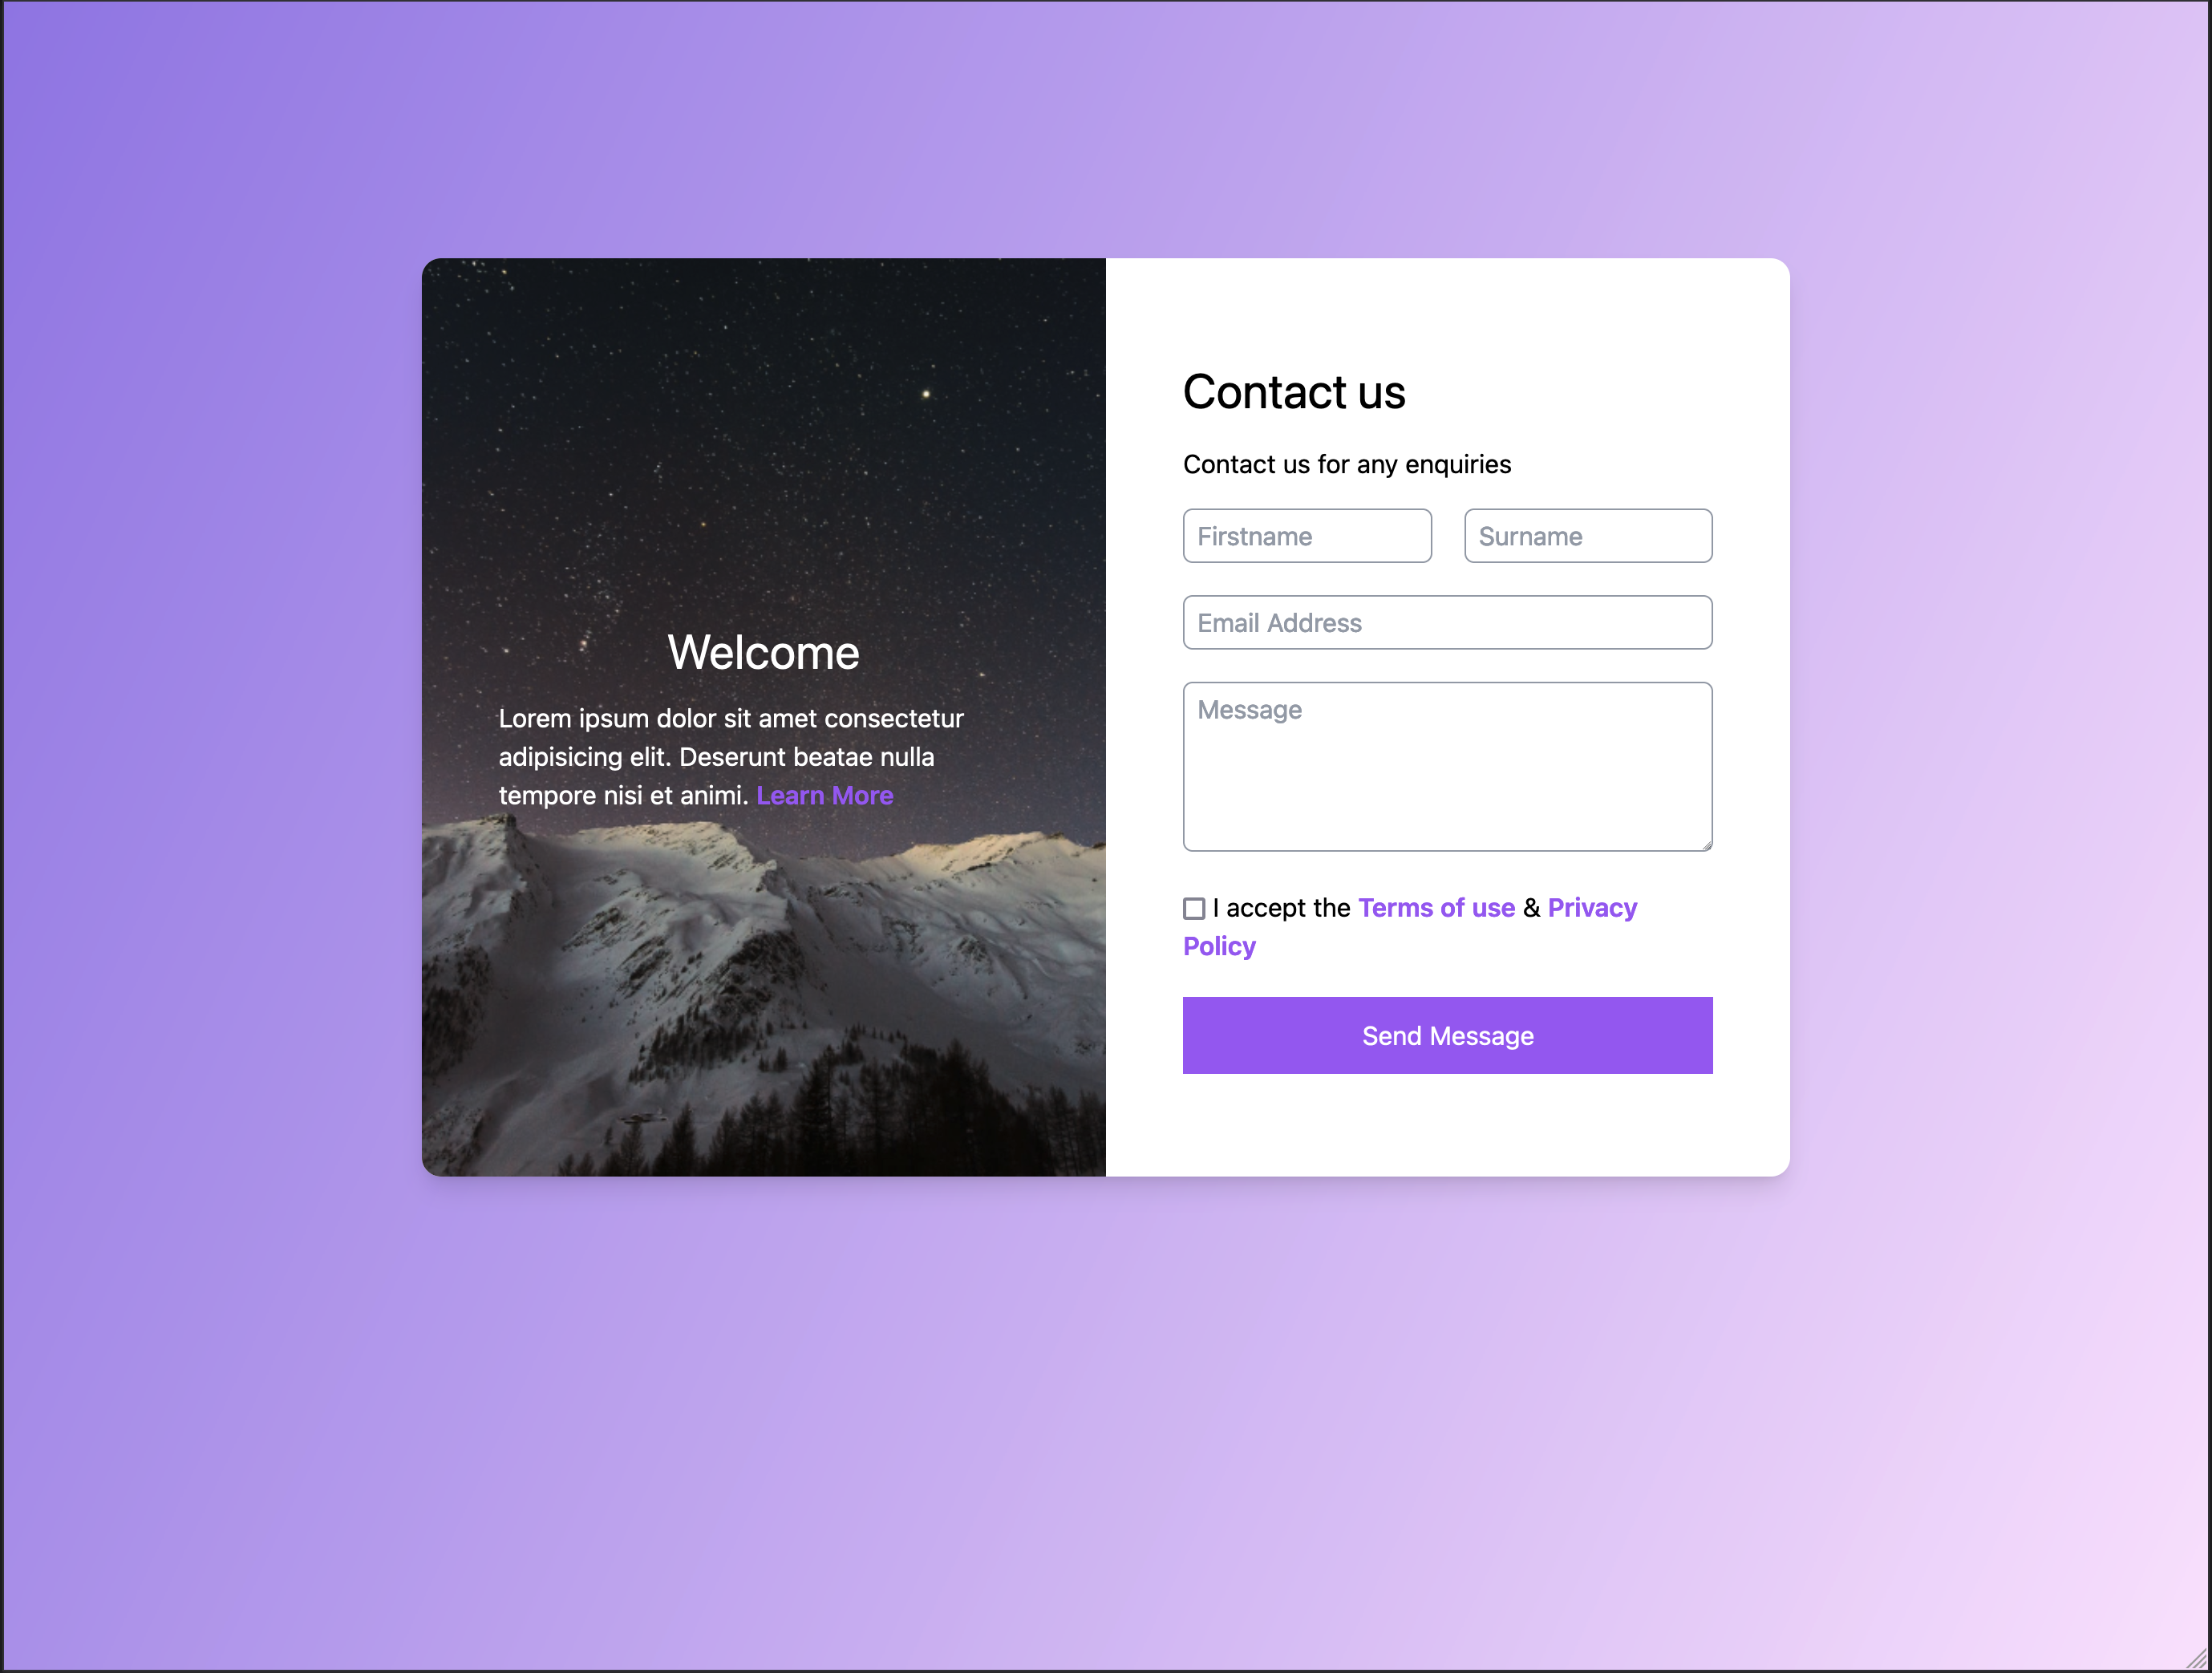 Welcome
Lorem ipsum dolor sit amet consectetur
adipisicing elit. Deserunt beatae nulla
tempore nisi et animi. Learn More
Contact us
Contact us for any enquiries
Firstname
Surname
Email Address
Message
I accept the Terms of use & Privacy
Policy
Send Message